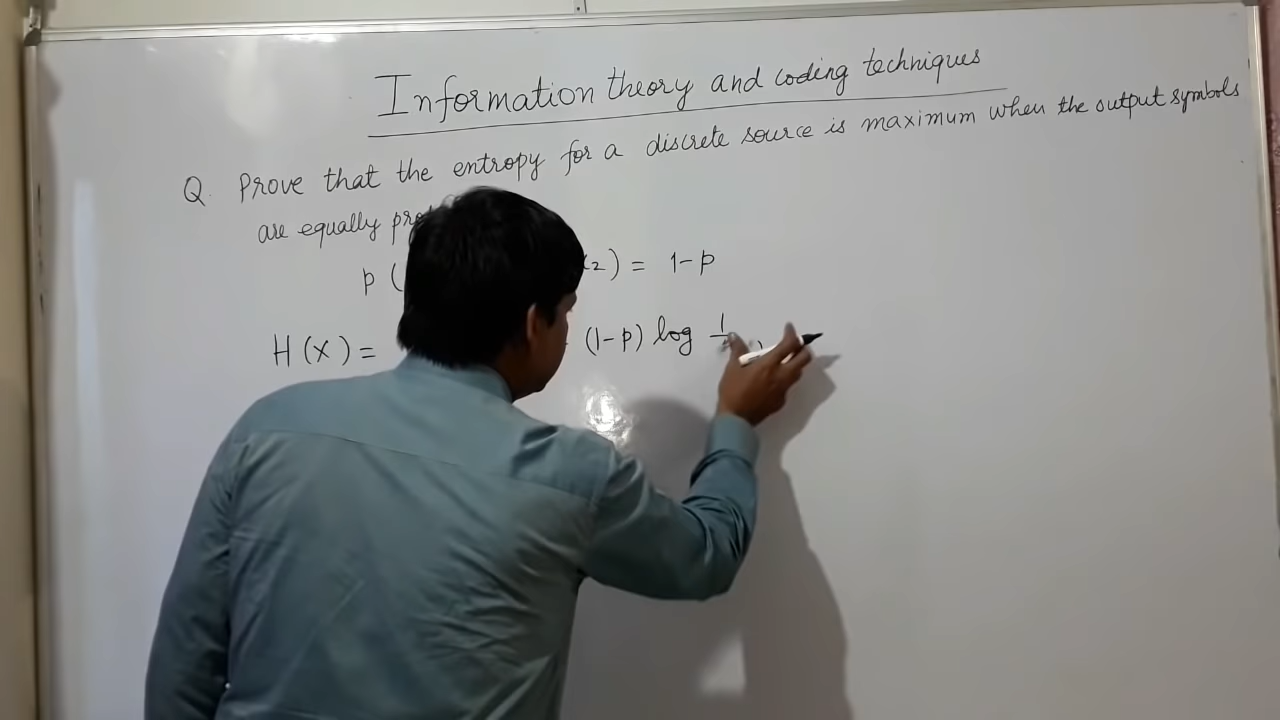 Information theory and coding techniques
Q. Prove that the entropy for a discrete source is maximum when the output symbols
are equally
p ( 2) = 1-p
H(X) = (1-p) log 1